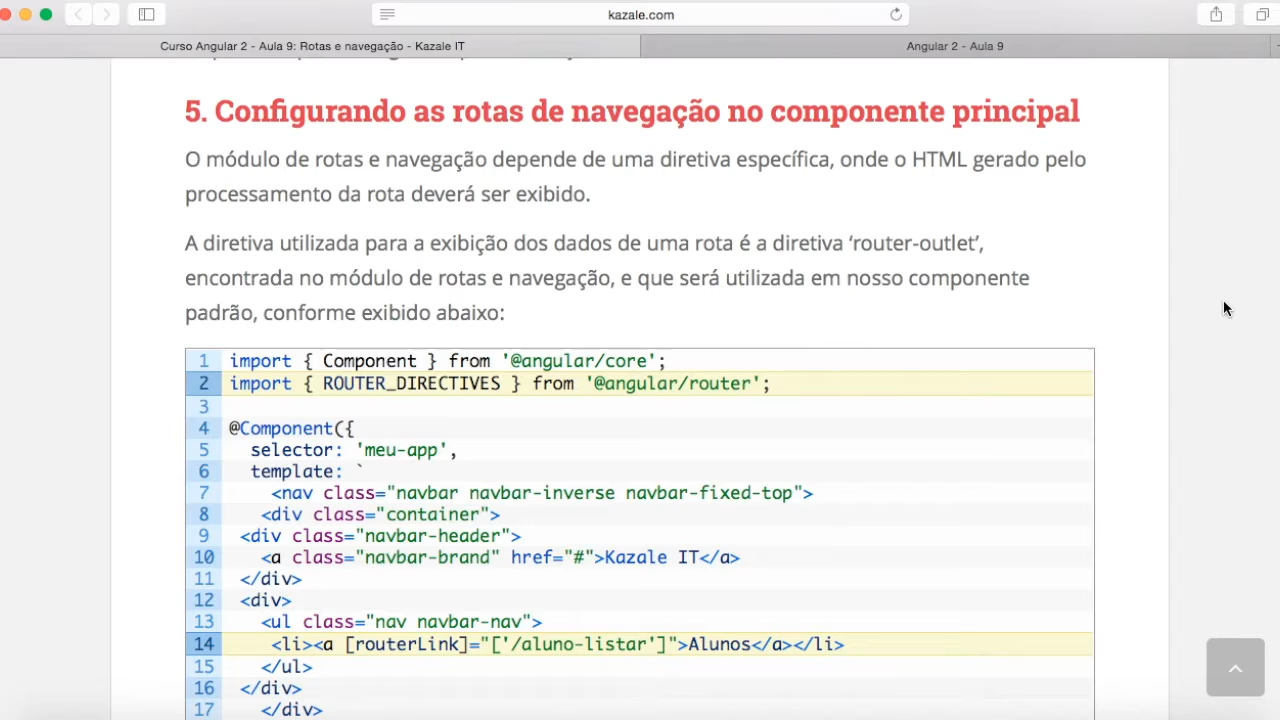 kazale.com
Curso Angular 2 - Aula 9: Rotas e navegação - Kazale IT
Angular 2 - Aula 9
5. Configurando as rotas de navegação no componente principal
O módulo de rotas e navegação depende de uma diretiva específica, onde o HTML gerado pelo
processamento da rota deverá ser exibido.
A diretiva utilizada para a exibição dos dados de uma rota é a diretiva ‘router-outlet’,
encontrada no módulo de rotas e navegação, e que será utilizada em nosso componente
padrão, conforme exibido abaixo:
1 import { Component } from '@angular/core';
2 import { ROUTER_DIRECTIVES } from '@angular/router';
3
4 @Component({
5 selector: 'meu-app',
6 template: `
7 <nav class="navbar navbar-inverse navbar-fixed-top">
8 <div class="container">
9 <div class="navbar-header">
10 <a class="navbar-brand" href="#">Kazale IT</a>
11 </div>
12 <div>
13 <ul class="nav navbar-nav">
14 <li><a [routerLink]="['/aluno-listar']">Alunos</a></li>
15 </ul>
16 </div>
17 </div>